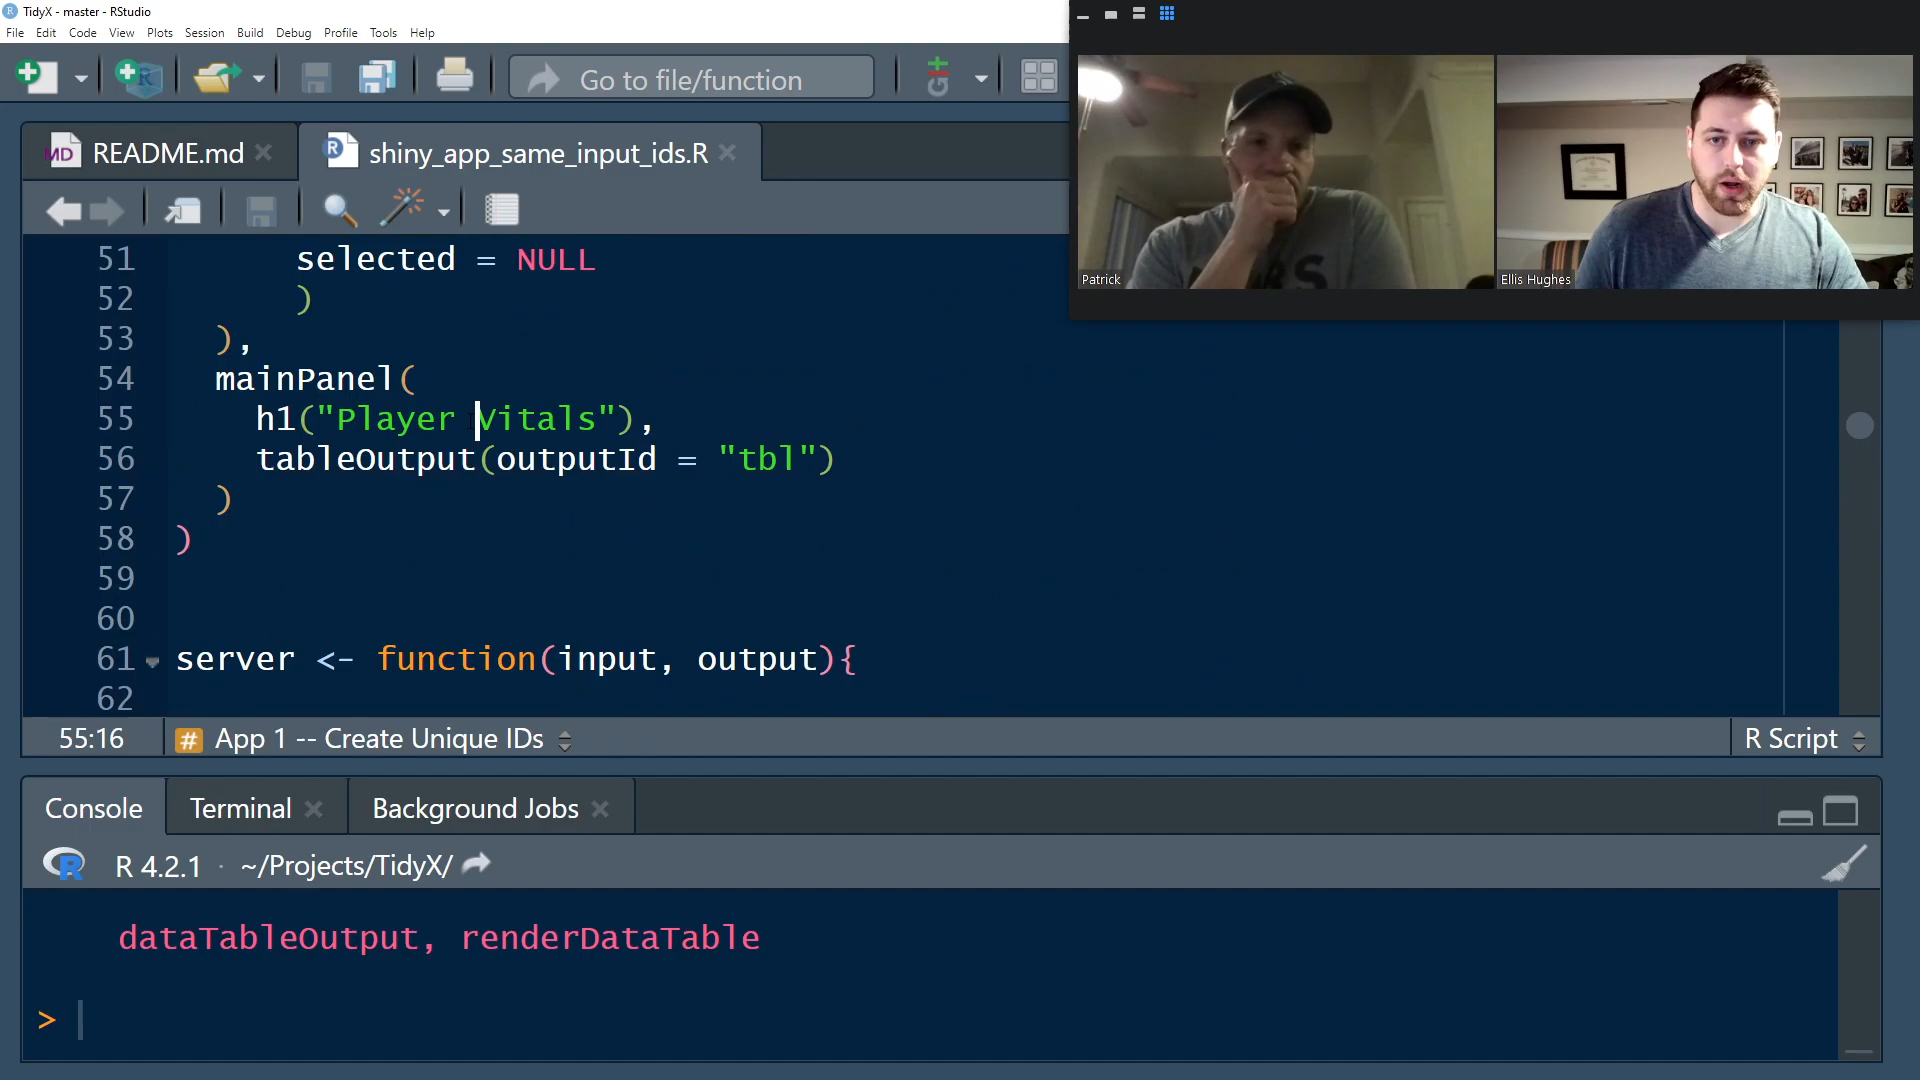 TidyX - master - RStudio
File Edit Code View Plots Session Build Debug Profile Tools Help
Go to file/function
README.md
shiny_app_same_input_ids.R
51 selected = NULL
52 )
53 ),
54 mainPanel(
55 h1("Player Vitals"),
56 tableOutput(outputId = "tbl")
57 )
58 )
59
60
61 server <- function(input, output){
62
55:16 # App 1 -- Create Unique IDs R Script
Console Terminal Background Jobs
R 4.2.1 · ~/Projects/TidyX/
dataTableOutput, renderDataTable
>
Patrick
Ellis Hughes